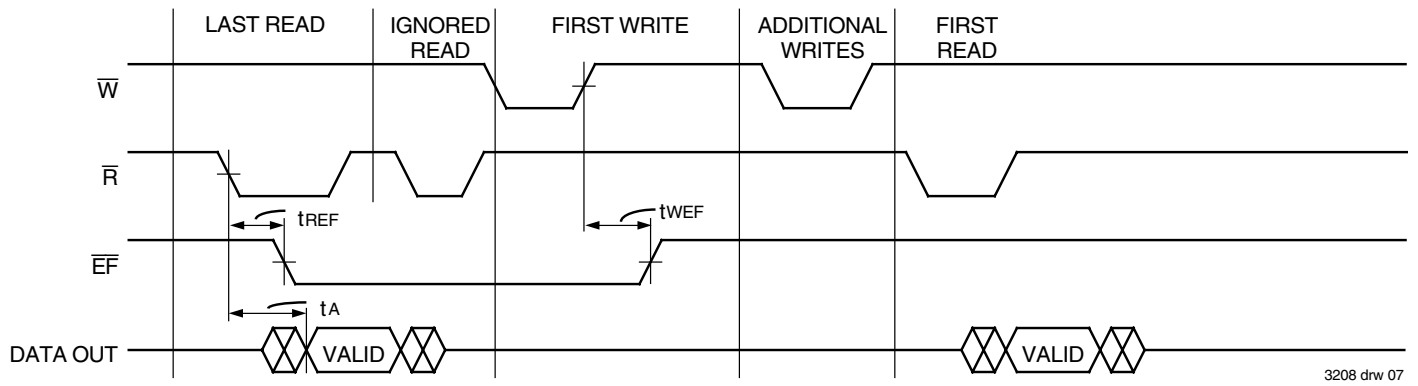 LAST READ
IGNORED
READ
FIRST WRITE
ADDITIONAL
WRITES
FIRST
READ
W
R
tREF
tWEF
EF
tA
DATA OUT
VALID
VALID
3208 drw 07